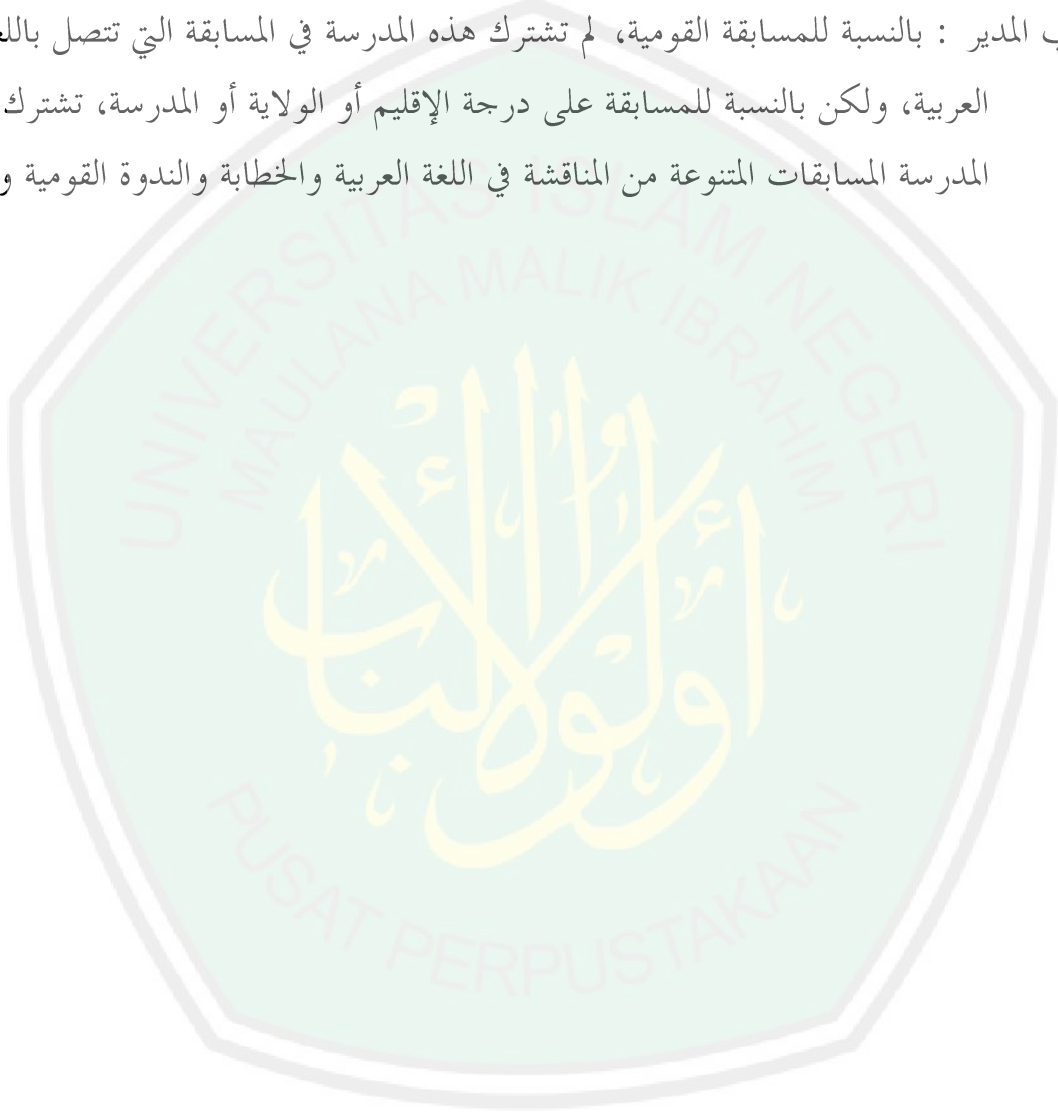 المدير : بالنسبة للمسابقة القومية، لم تشترك هذه المدرسة في المسابقة التي تتصل
العربية، ولكن بالنسبة للمسابقة على درجة الإقليم أو الولاية أو المدرسة، تشترك
المدرسة المسابقات المتنوعة من المناقشة في اللغة العربية والخطابة والندوة القومية
UNIVERSITAS ISLAM NEGERI
MAULANA MALIK IBRAHIM
أولوا الألباب
PUSAT PERPUSTAKAAN